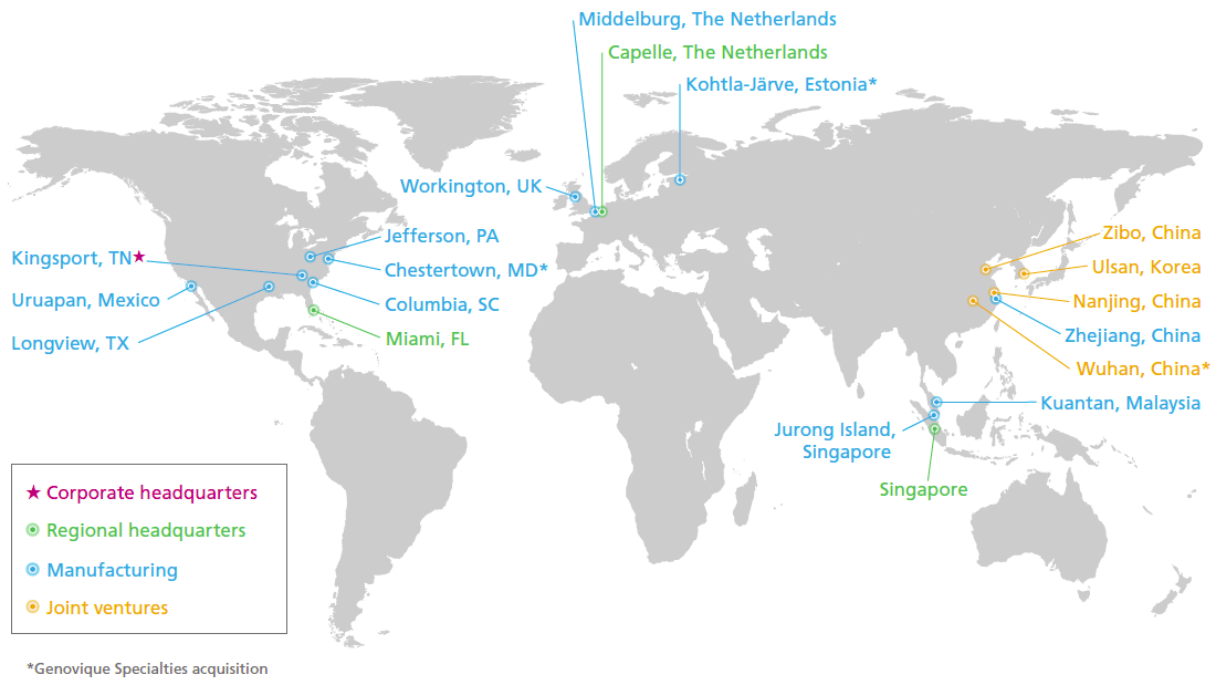 Middelburg, The Netherlands
Capelle, The Netherlands
Kohtla-Järve, Estonia*
Workington, UK
Jefferson, PA
Kingsport, TN★
Chestertown, MD*
Uruapan, Mexico
Columbia, SC
Longview, TX
Miami, FL
Zibo, China
Ulsan, Korea
Nanjing, China
Zhejiang, China
Wuhan, China*
Kuantan, Malaysia
Jurong Island,
Singapore
Singapore
★ Corporate headquarters
Regional headquarters
Manufacturing
Joint ventures
*Genovique Specialties acquisition